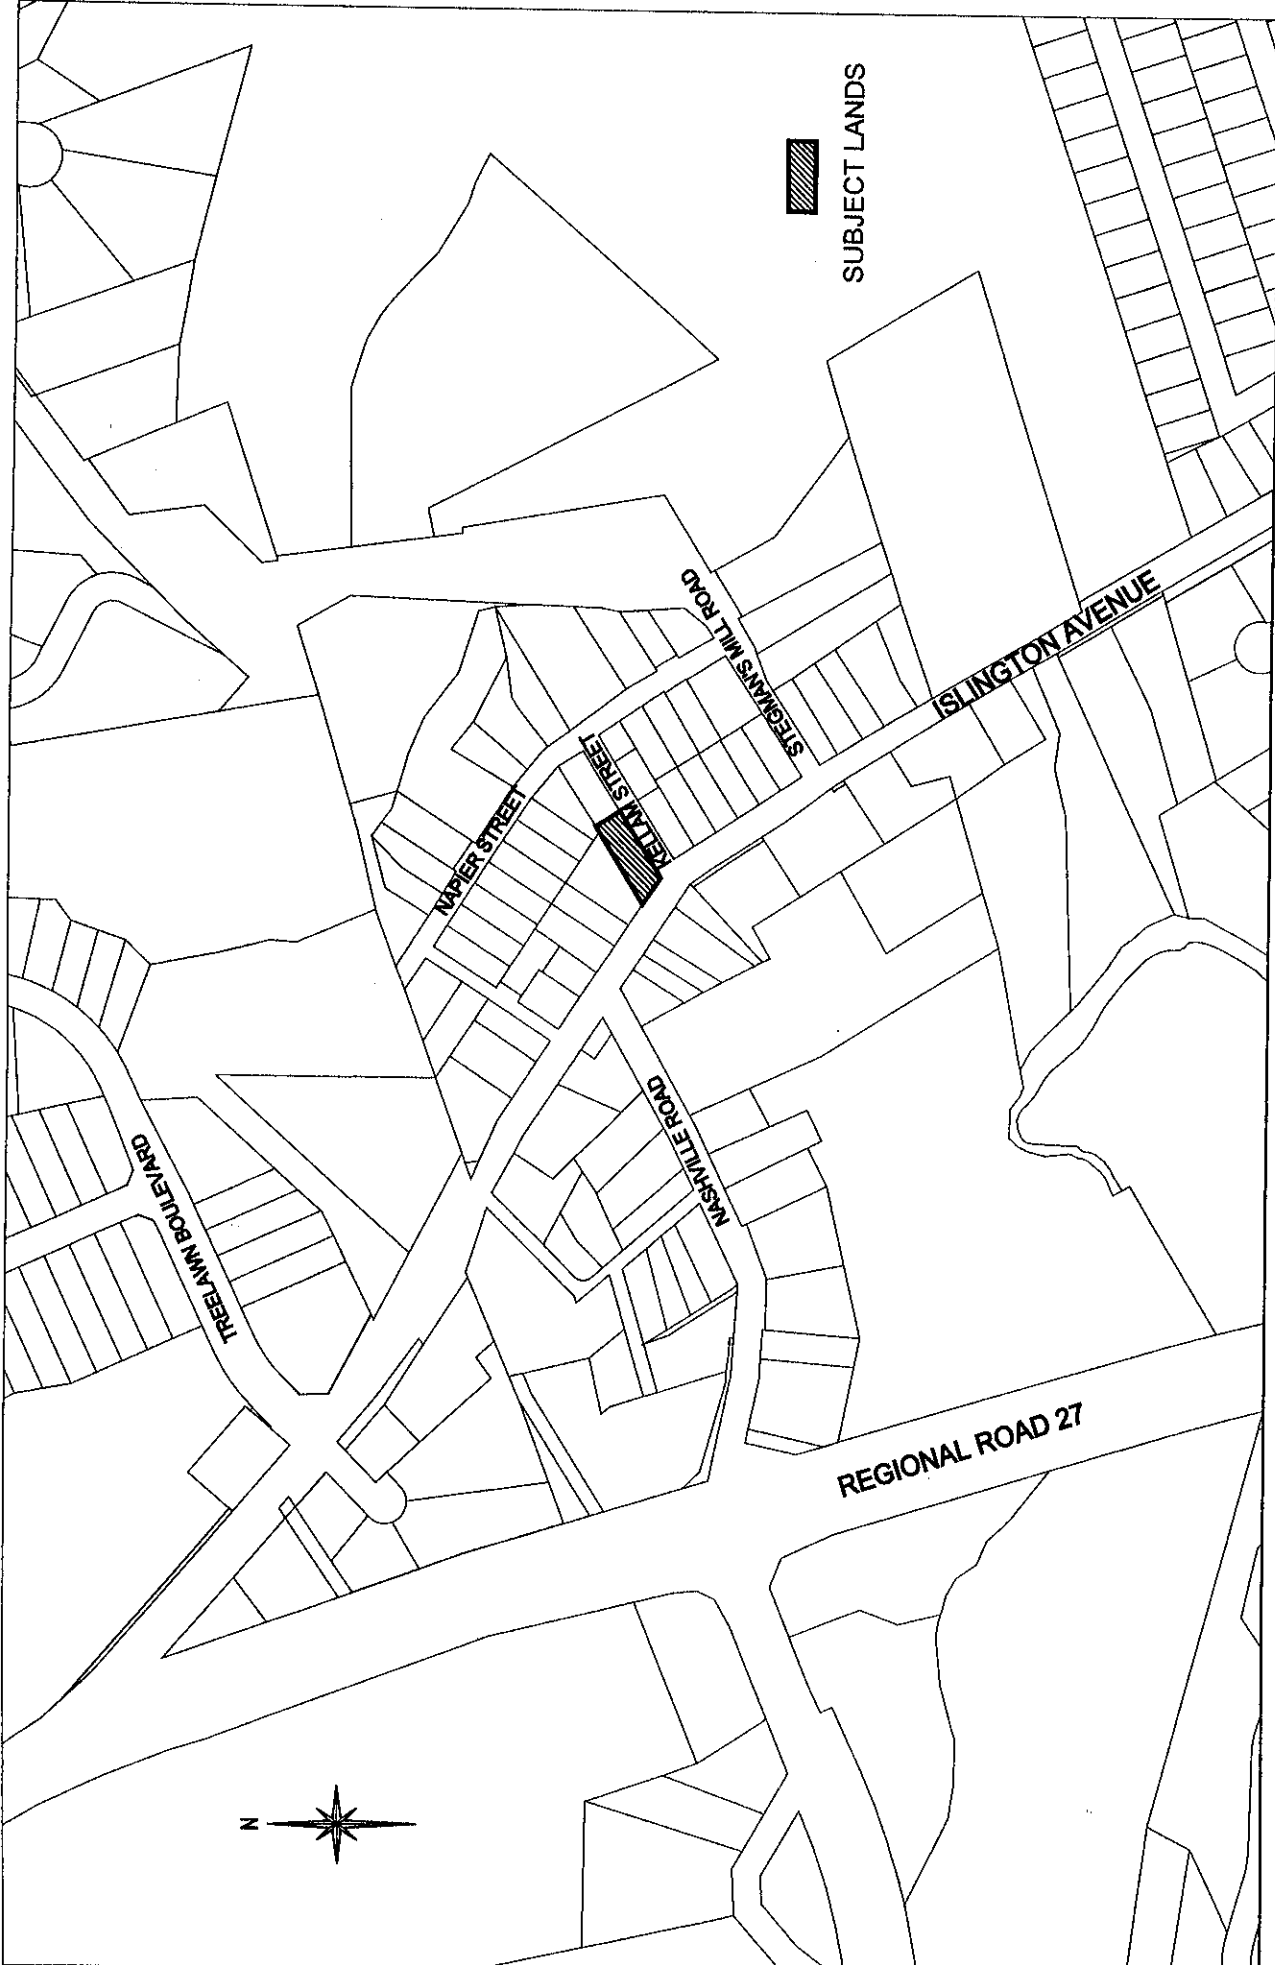 SUBJECT LANDS
NAPIER STREET
KELLAM STREET
STEGMAN'S MILL ROAD
ISLINGTON AVENUE
NASHVILLE ROAD
TREELAWN BOULEVARD
REGIONAL ROAD 27
N